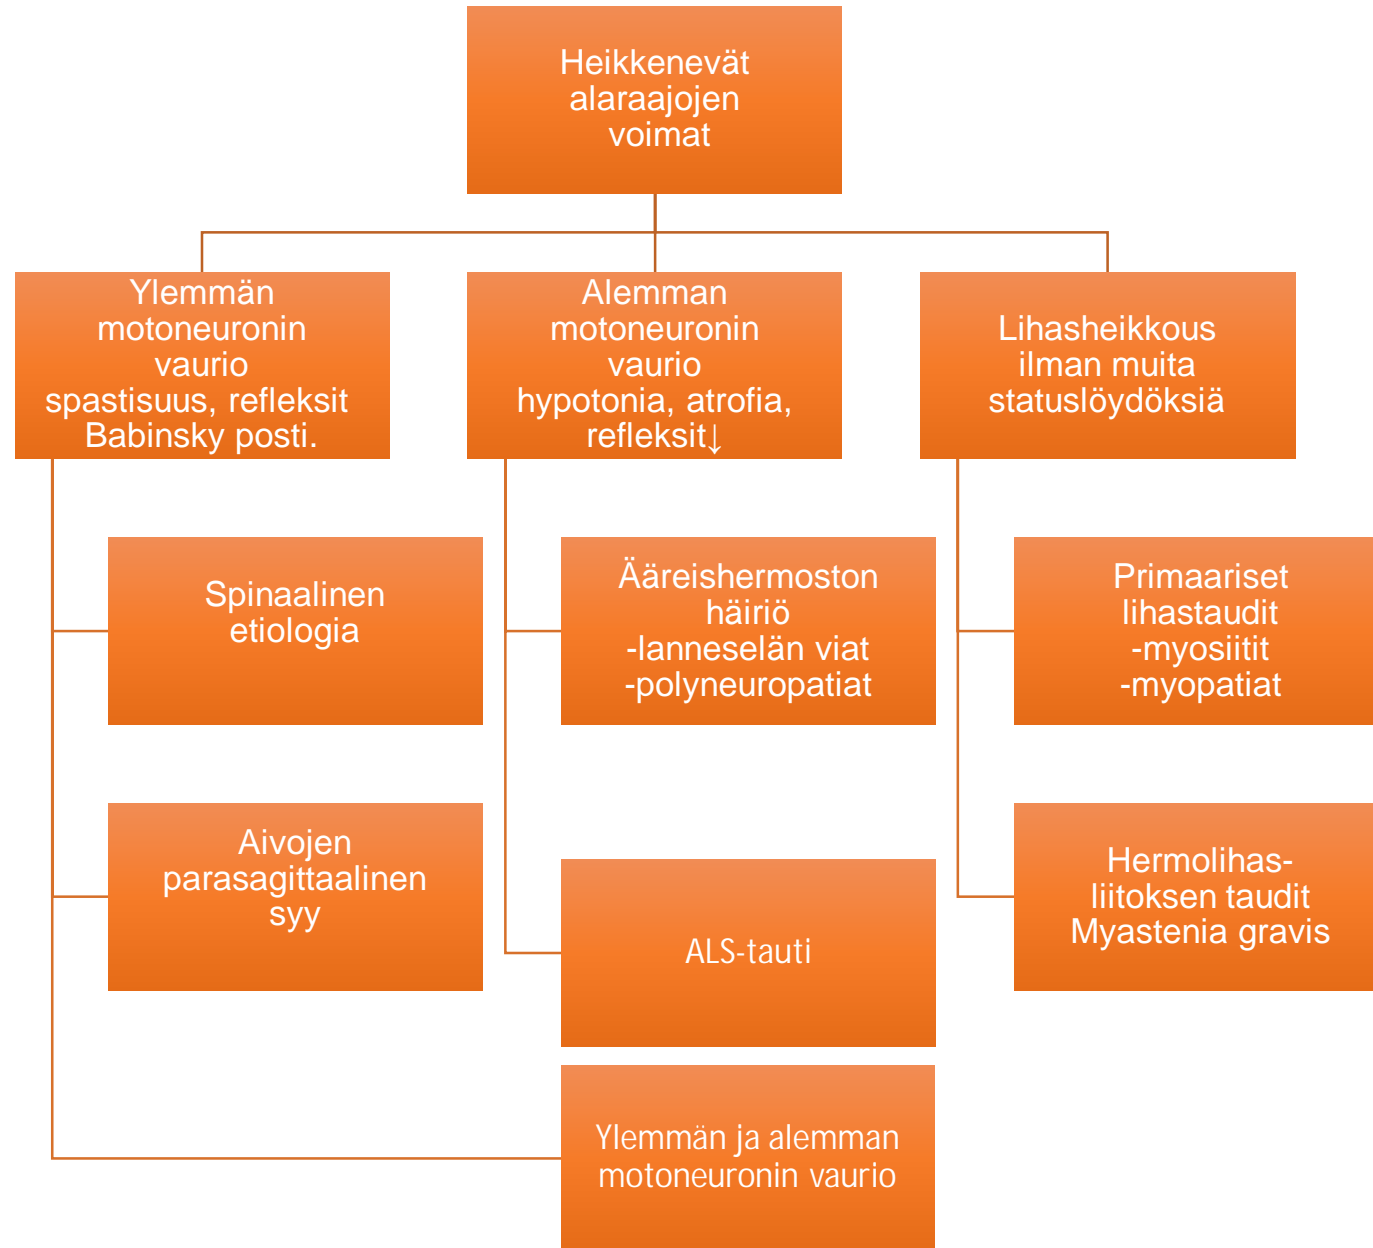 Heikkenevät
alaraajojen
voimat
Ylemmän
motoneuronin
vaurio
spastisuus, refleksit
Babinsky posti.
Alemman
motoneuronin
vaurio
hypotonia, atrofia,
refleksit↓
Lihasheikkous
ilman muita
statuslöydöksiä
Spinaalinen
etiologia
Ääreishermoston
häiriö
-lanneselän viat
-polyneuropatiat
Primaariset
lihastaudit
-myosiitit
-myopatiat
Aivojen
parasagittaalinen
syy
ALS-tauti
Hermolihas-
liitoksen taudit
Myastenia gravis
Ylemmän ja alemman
motoneuronin vaurio